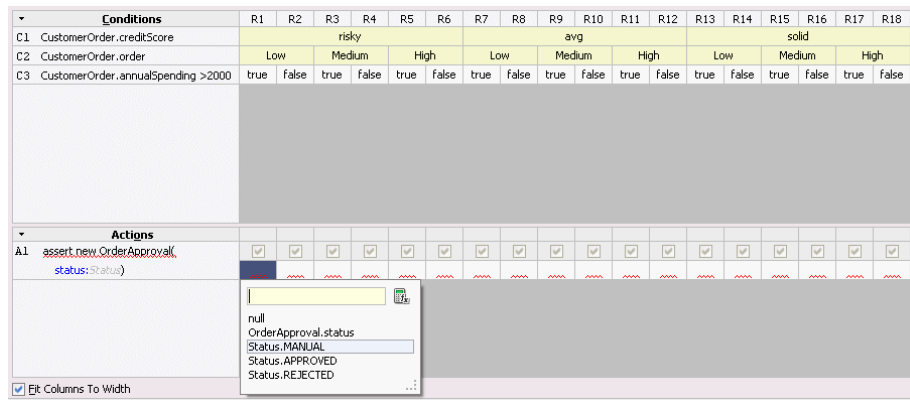 Conditions R1 R2 R3 R4 R5 R6 R7 R8 R9 R10 R11 R12 R13 R14 R15 R16 R17 R18
C1 CustomerOrder.creditScore risky avg solid
C2 CustomerOrder.order Low Medium High Low Medium High Low Medium High
C3 CustomerOrder.annualSpending >2000 true false true false true false true false true false true false true false true false true false
Actions
A1 assert new OrderApproval(
status:Status)
null
OrderApproval.status
Status.MANUAL
Status.APPROVED
Status.REJECTED
Fit Columns To Width